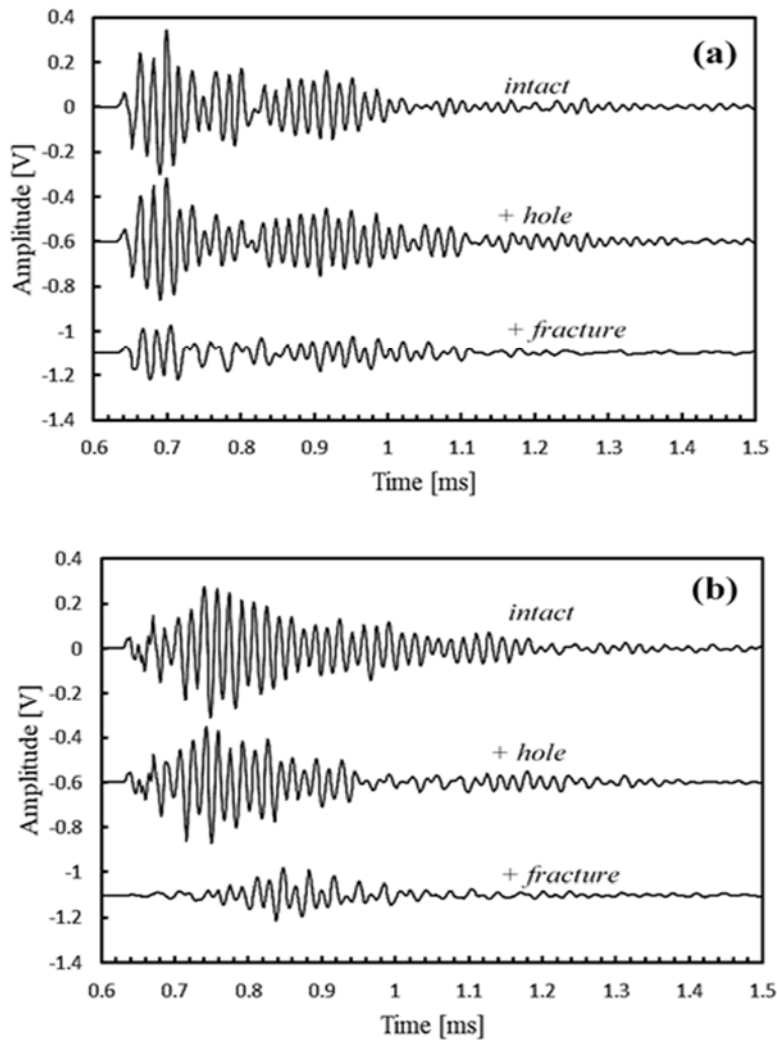 0.4
(a)
0.2
intact
0
-0.2
-0.4
+ hole
-0.6
-0.8
-1
+ fracture
-1.2
-1.4
0.6 0.7 0.8 0.9 1 1.1 1.2 1.3 1.4 1.5
Time [ms]
Amplitude [V]
0.4
(b)
0.2
intact
0
-0.2
-0.4
+ hole
-0.6
-0.8
-1
+ fracture
-1.2
-1.4
0.6 0.7 0.8 0.9 1 1.1 1.2 1.3 1.4 1.5
Time [ms]
Amplitude [V]